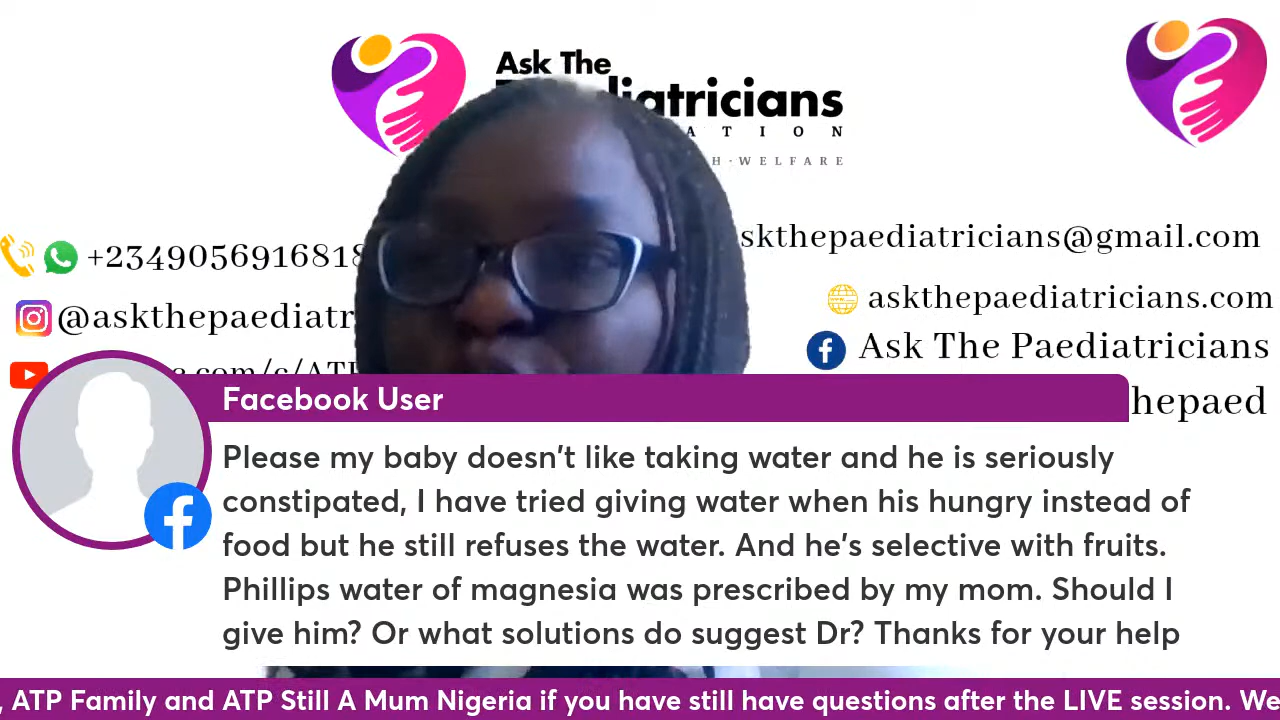 Ask The
diatricians
A T I O N
H·WELFARE
+2349056916818
skthepaediatricians@gmail.com
askthepaediatricians.com
@askthepaediatr
Ask The Paediatricians
e.com/c/ATP
hepaed
Facebook User
Please my baby doesn't like taking water and he is seriously
constipated, I have tried giving water when his hungry instead of
food but he still refuses the water. And he's selective with fruits.
Phillips water of magnesia was prescribed by my mom. Should I
give him? Or what solutions do suggest Dr? Thanks for your help
, ATP Family and ATP Still A Mum Nigeria if you have still have questions after the LIVE session. We